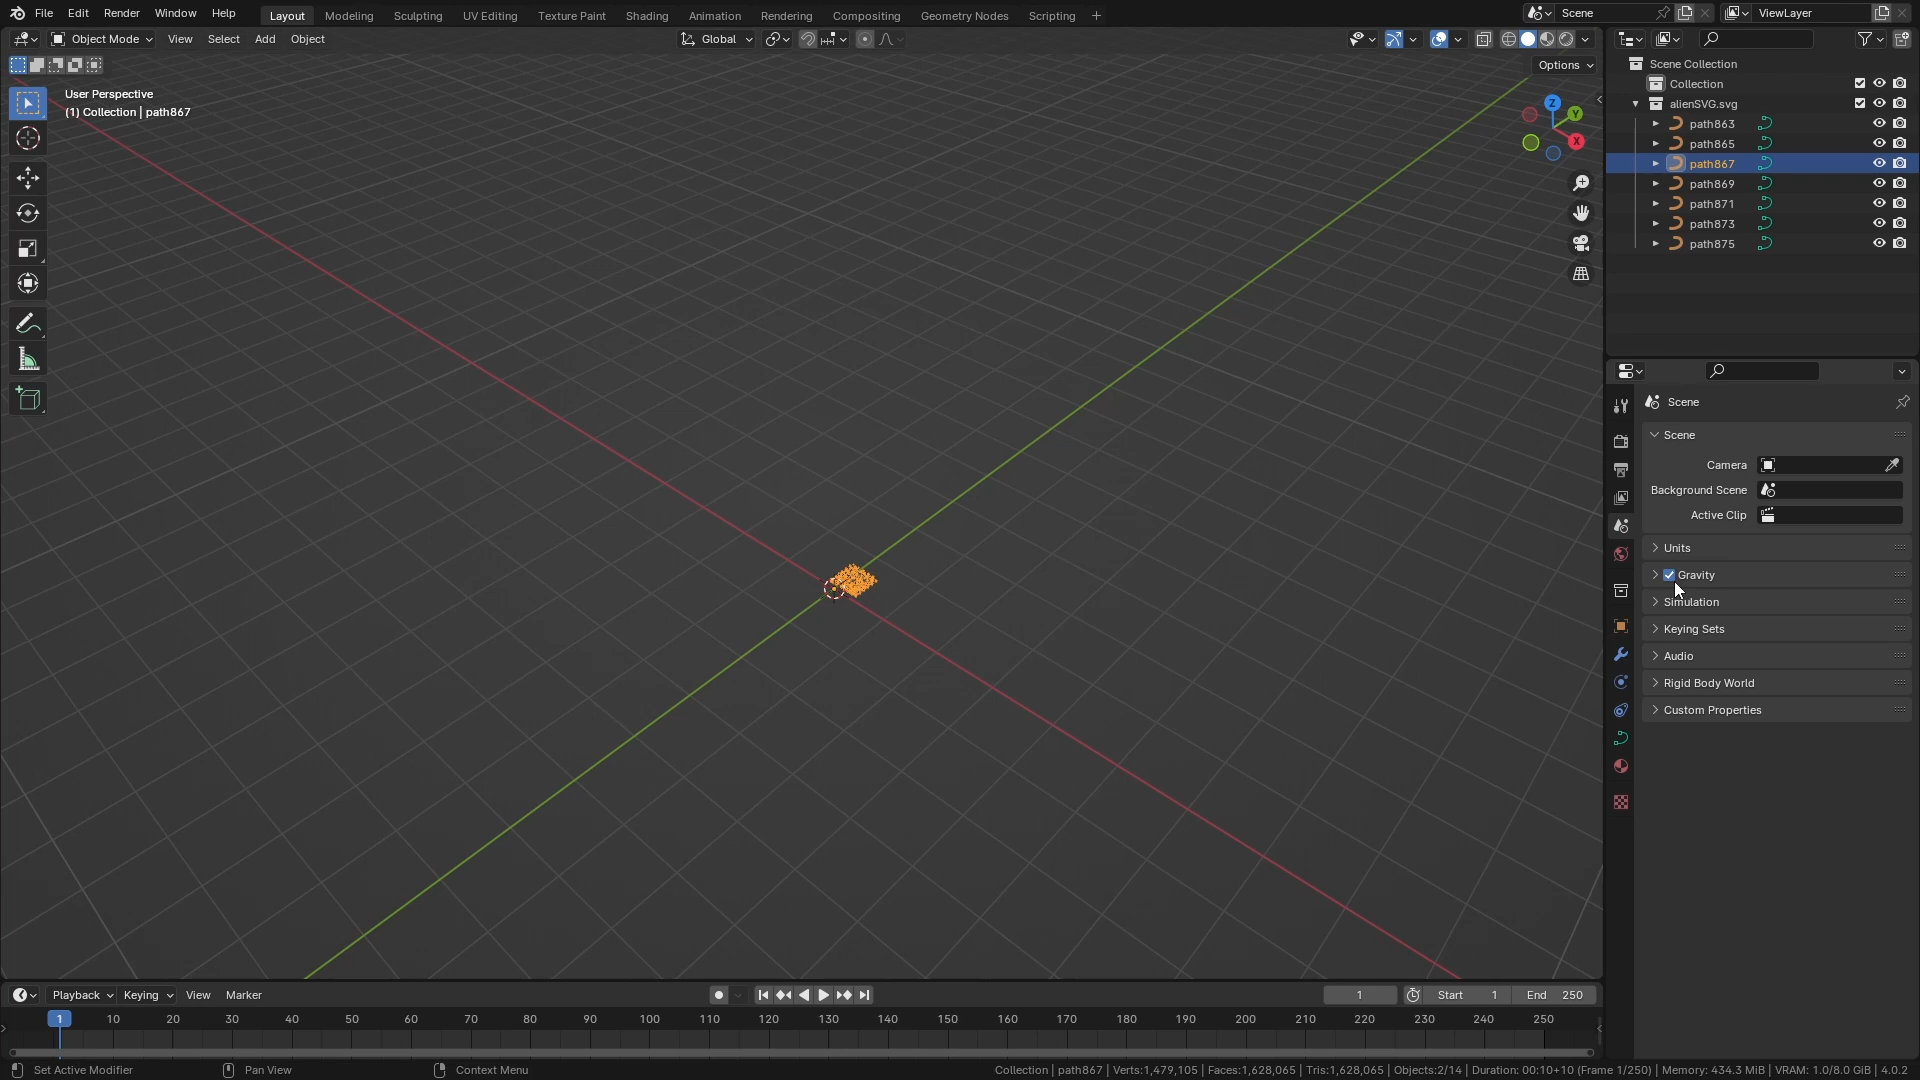 File Edit Render Window Help Layout Modeling Sculpting UV Editing Texture Paint Shading Animation Rendering Compositing Geometry Nodes Scripting + Scene ViewLayer
Object Mode View Select Add Object Global
Options
User Perspective
(1) Collection | path867
Z
Y
X
Scene Collection
Collection
alienSVG.svg
path863
path865
path867
path869
path871
path873
path875
Scene
Scene
Camera
Background Scene
Active Clip
Units
Gravity
Simulation
Keying Sets
Audio
Rigid Body World
Custom Properties
Playback Keying View Marker 1 Start 1 End 250
1 10 20 30 40 50 60 70 80 90 100 110 120 130 140 150 160 170 180 190 200 210 220 230 240 250
Set Active Modifier Pan View Context Menu Collection | path867 | Verts:1,479,105 | Faces:1,628,065 | Tris:1,628,065 | Objects:2/14 | Duration: 00:10+10 (Frame 1/250) | Memory: 434.3 MiB | VRAM: 1.0/8.0 GiB | 4.0.2